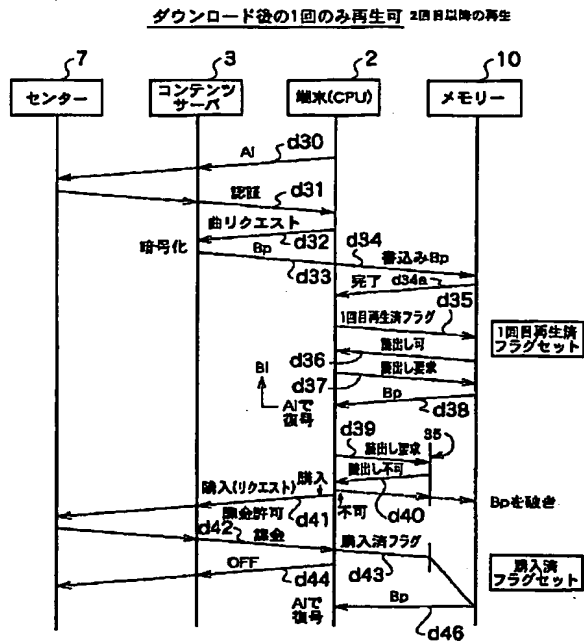 ダウンロード後の1回のみ再生可 2回目以降の再生
7
3
2
10
センター
コンテンツ
サーバ
端末(CPU)
メモリー
AI
d30
認証
d31
曲リクエスト
d32
暗号化
Bp
d33
d34
書込みBp
完了 d34a
d35
1回目再生済フラグ
1回目再生済
フラグセット
読出し可
d36
読出し要求
d37
BI
AIで
復号
Bp
d38
d39
読出し要求
35
読出し不可
d40
購入
購入(リクエスト)
不可
Bpを破き
課金許可
d41
d42
課金
購入済フラグ
d43
購入済
フラグセット
OFF
d44
AIで
復号
Bp
d46